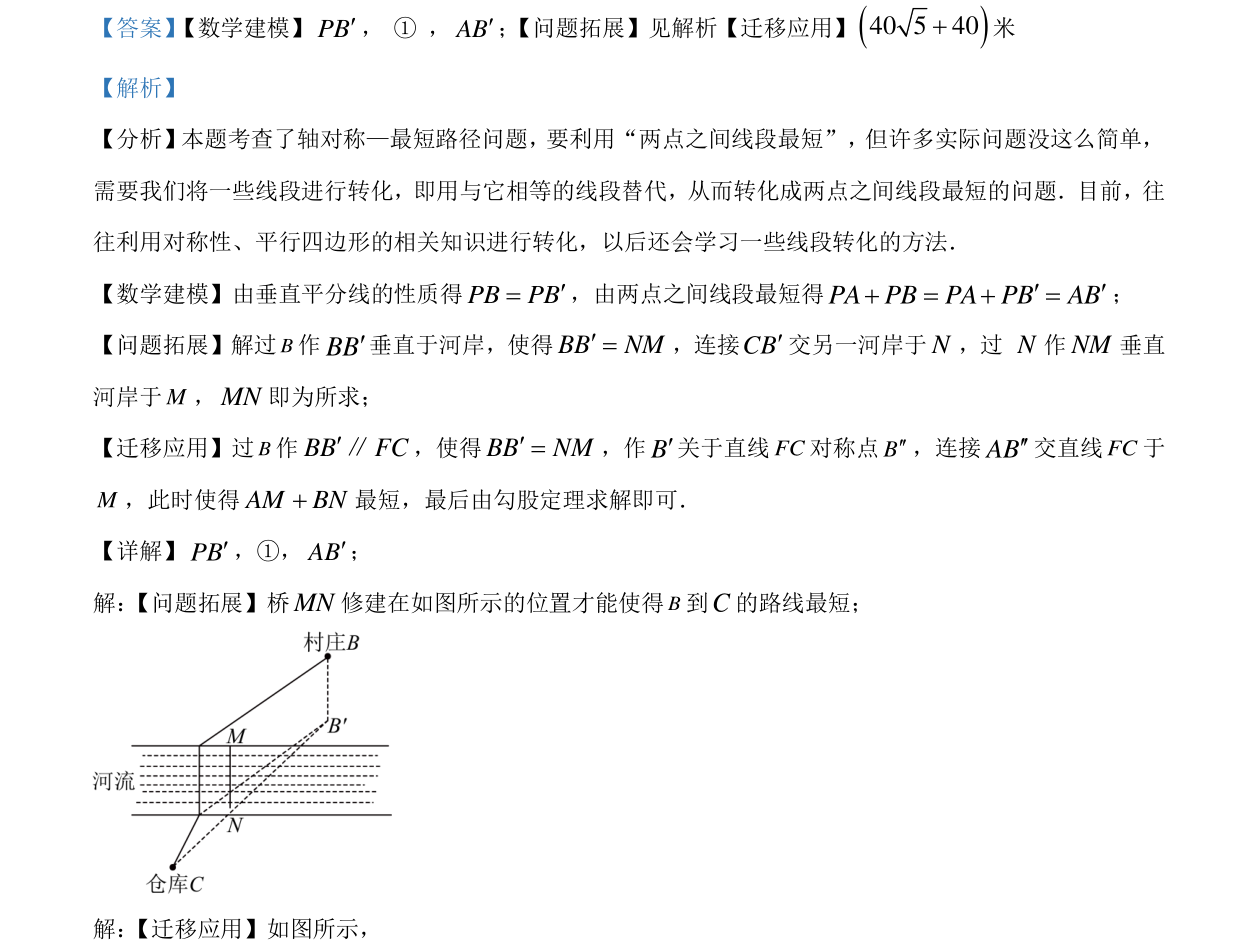 【答案】【数学建模】PB′， ① ，AB′；【问题拓展】见解析【迁移应用】(40√5+40)米
【解析】
【分析】本题考查了轴对称—最短路径问题，要利用“两点之间线段最短”，但许多实际问题没这么简单，
需要我们将一些线段进行转化，即用与它相等的线段替代，从而转化成两点之间线段最短的问题．目前，往
往利用对称性、平行四边形的相关知识进行转化，以后还会学习一些线段转化的方法．
【数学建模】由垂直平分线的性质得PB = PB′，由两点之间线段最短得PA + PB = PA + PB′ = AB′；
【问题拓展】解过B作BB′垂直于河岸，使得BB′ = NM，连接CB′交另一河岸于N，过 N 作NM 垂直
河岸于M，MN 即为所求；
【迁移应用】过B作BB′∥FC，使得BB′ = NM，作B′关于直线FC对称点B″，连接AB″交直线FC于
M，此时使得AM + BN最短，最后由勾股定理求解即可．
【详解】PB′，①，AB′；
解：【问题拓展】桥MN修建在如图所示的位置才能使得B到C的路线最短；
村庄B
B′
M
河流
N
仓库C
解：【迁移应用】如图所示，